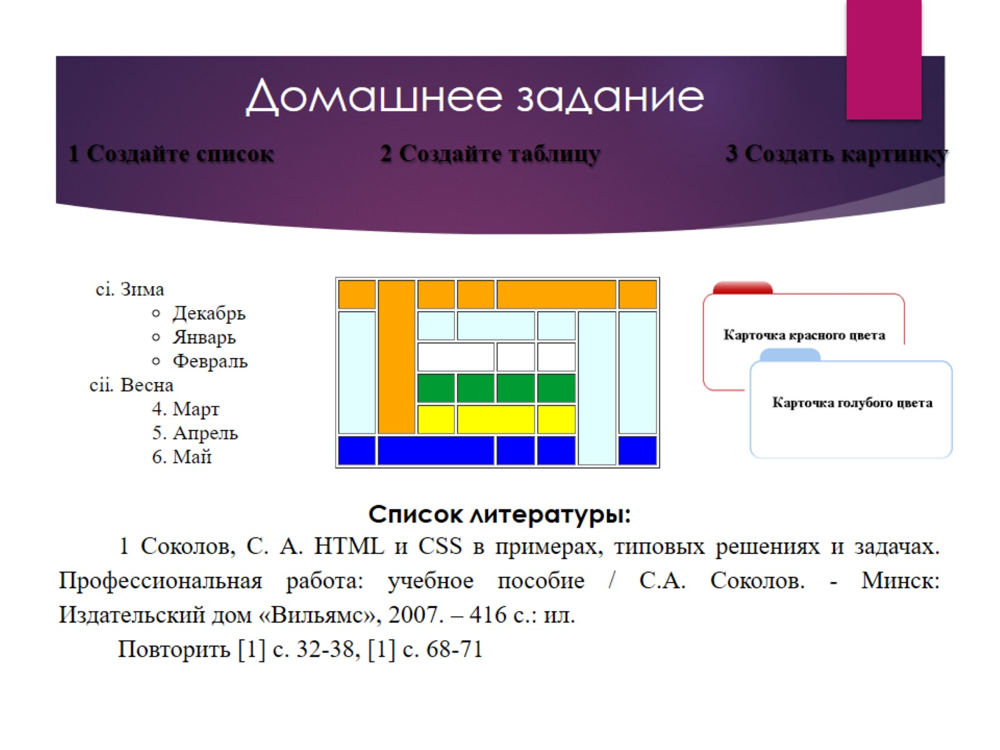 Домашнее задание
1 Создайте список
2 Создайте таблицу
3 Создать картинку
ci. Зима
Декабрь
Январь
Февраль
cii. Весна
4. Март
5. Апрель
6. Май
Карточка красного цвета
Карточка голубого цвета
Список литературы:
1 Соколов, С. А. HTML и CSS в примерах, типовых решениях и задачах.
Профессиональная работа: учебное пособие / С.А. Соколов. - Минск:
Издательский дом «Вильямс», 2007. – 416 с.: ил.
Повторить [1] с. 32-38, [1] с. 68-71